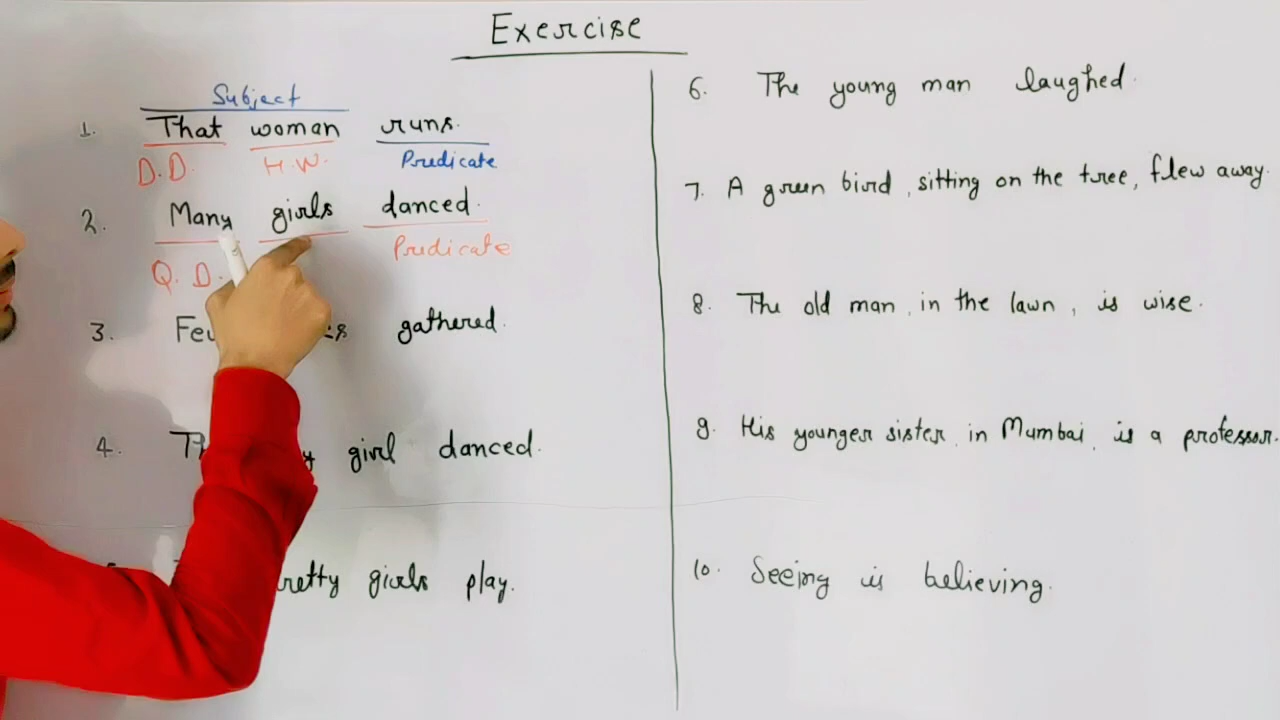 Exercise
Subject
1. That woman runs.
D.D. H.W. Predicate
2. Many girls danced.
Predicate
Q. D.
3. gathered.
4. girl danced.
girls play.
6. The young man laughed.
7. A green bird, sitting on the tree, flew away.
8. The old man, in the lawn, is wise.
9. His younger sister, in Mumbai, is a professor.
10. Seeing is believing.